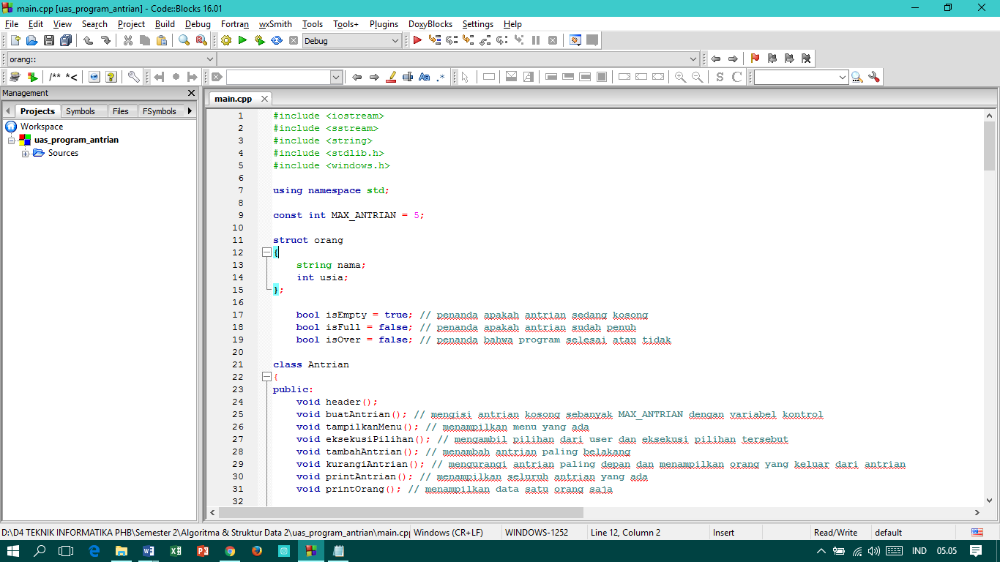 main.cpp [uas_program_antrian] - Code::Blocks 16.01
File Edit View Search Project Build Debug Fortran wxSmith Tools Tools+ Plugins DoxyBlocks Settings Help
Debug
orang::
/** *<
Aa .*
S C
Management
main.cpp
Projects Symbols Files FSymbols
Workspace
uas_program_antrian
Sources
1 #include <iostream>
2 #include <sstream>
3 #include <string>
4 #include <stdlib.h>
5 #include <windows.h>
6
7 using namespace std;
8
9 const int MAX_ANTRIAN = 5;
10
11 struct orang
12 {
13 string nama;
14 int usia;
15 };
16
17 bool isEmpty = true; // penanda apakah antrian sedang kosong
18 bool isFull = false; // penanda apakah antrian sudah penuh
19 bool isOver = false; // penanda bahwa program selesai atau tidak
20
21 class Antrian
22 {
23 public:
24 void header();
25 void buatAntrian(); // mengisi antrian kosong sebanyak MAX_ANTRIAN dengan variabel kontrol
26 void tampilkanMenu(); // menampilkan menu yang ada
27 void eksekusiPilihan(); // mengambil pilihan dari user dan eksekusi pilihan tersebut
28 void tambahAntrian(); // menambah antrian paling belakang
29 void kurangiAntrian(); // mengurangi antrian paling depan dan menampilkan orang yang keluar dari antrian
30 void printAntrian(); // menampilkan seluruh antrian yang ada
31 void printOrang(); // menampilkan data satu orang saja
32
D:\D4 TEKNIK INFORMATIKA PHB\Semester 2\Algoritma & Struktur Data 2\uas_program_antrian\main.cpp Windows (CR+LF) WINDOWS-1252 Line 12, Column 2 Insert Read/Write default
IND 05.05